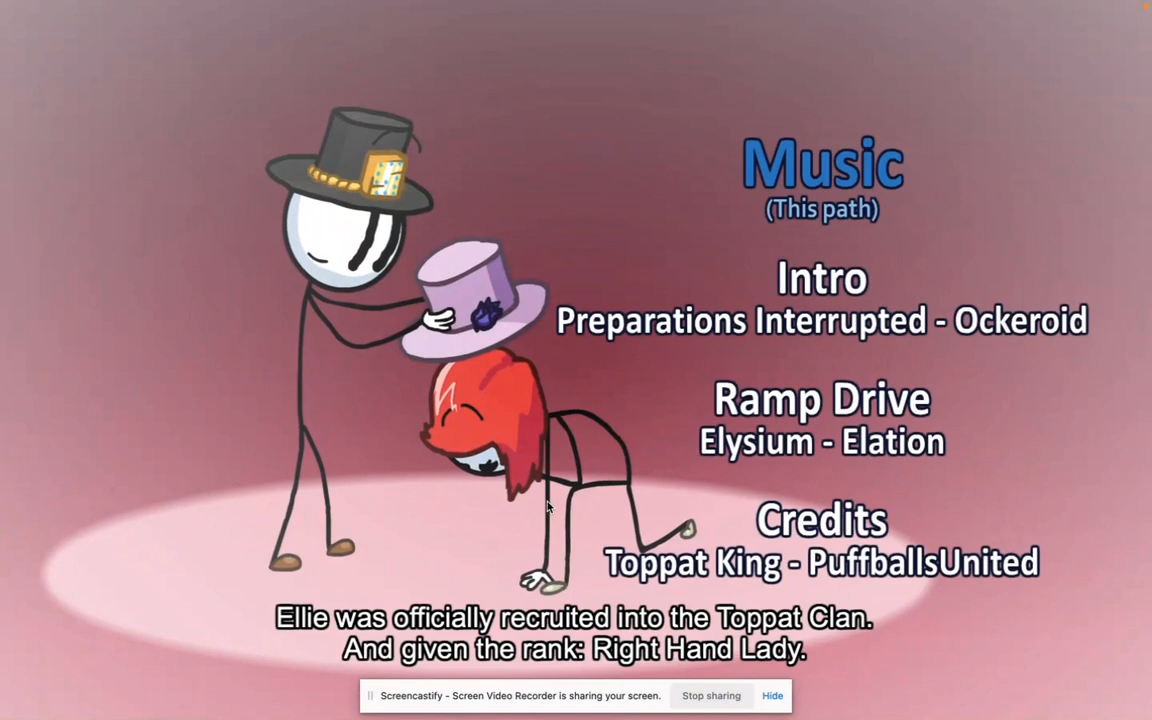 Music
(This path)
Intro
Preparations Interrupted - Ockeroid
Ramp Drive
Elysium - Elation
Credits
Toppat King - PuffballsUnited
Ellie was officially recruited into the Toppat Clan.
And given the rank: Right Hand Lady.
Screencastify - Screen Video Recorder is sharing your screen. Stop sharing Hide